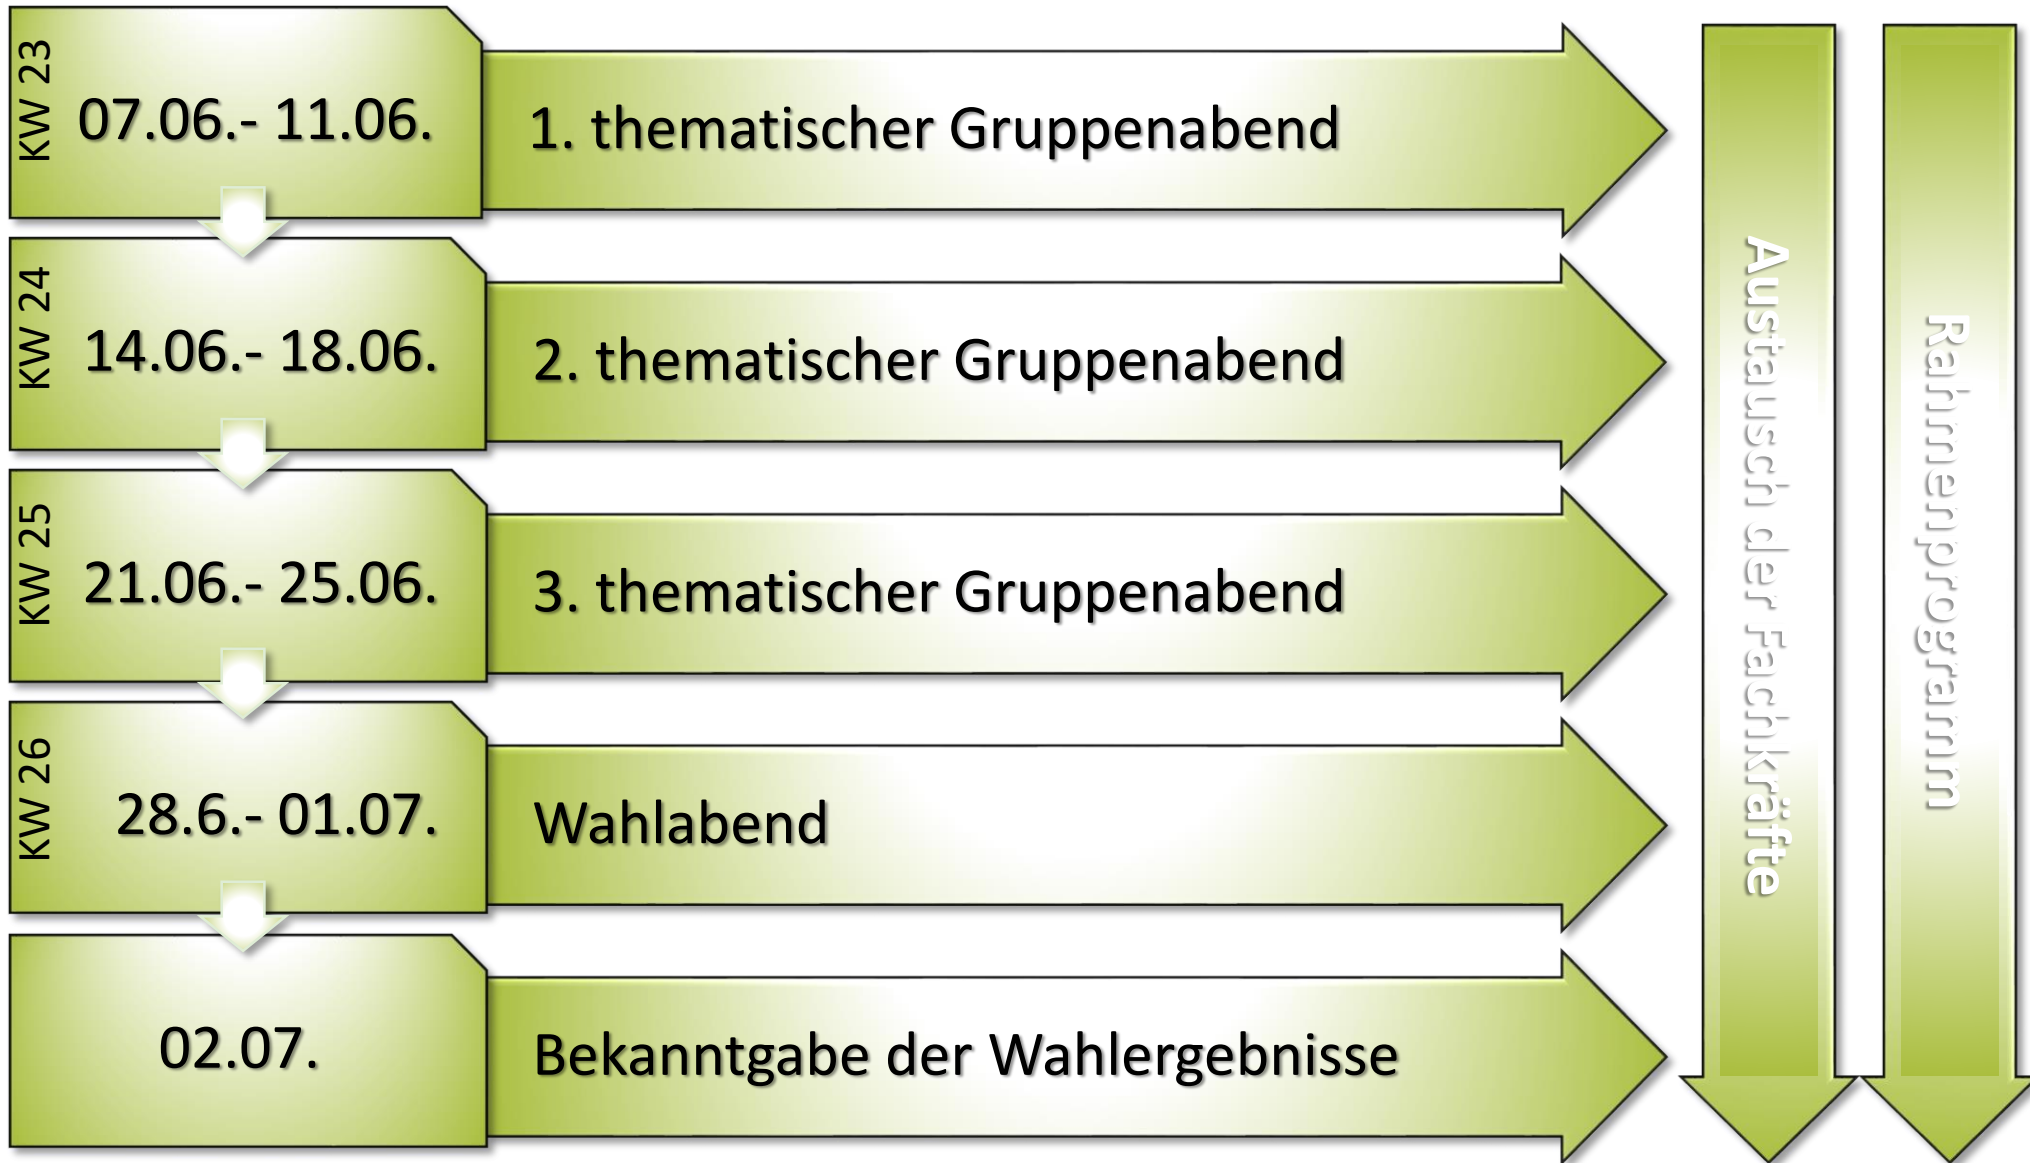 KW 23
07.06.- 11.06.
1. thematischer Gruppenabend
KW 24
14.06.- 18.06.
2. thematischer Gruppenabend
KW 25
21.06.- 25.06.
3. thematischer Gruppenabend
KW 26
28.6.- 01.07.
Wahlabend
02.07.
Bekanntgabe der Wahlergebnisse
Austausch der Fachkräfte
Rahmenprogramm